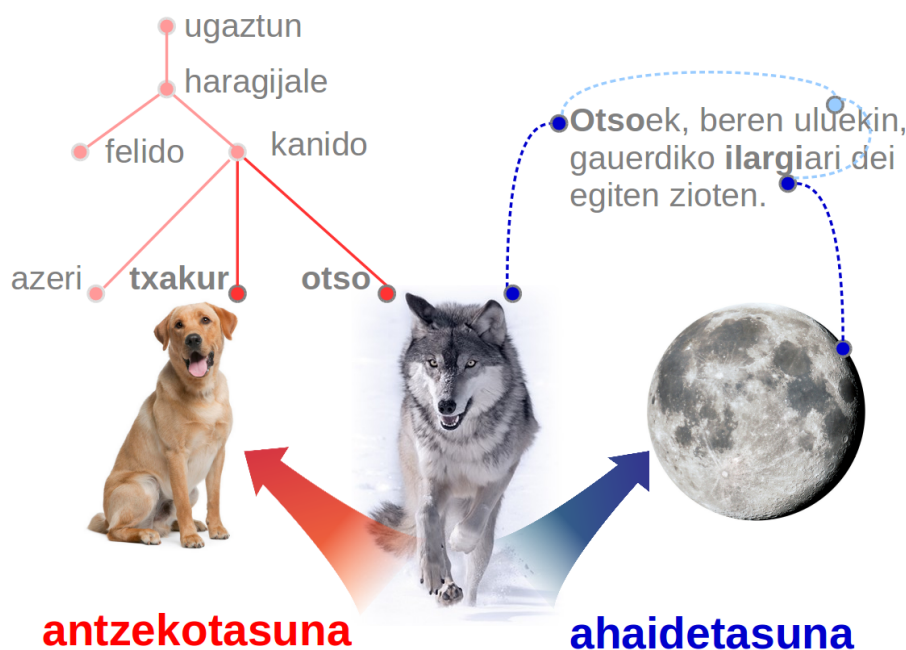 ugaztun
haragijale
felido
kanido
azeri
txakur
otso
Otsoek, beren uluekin,
gauerdiko ilargiari dei
egiten zioten.
antzekotasuna
ahaidetasuna